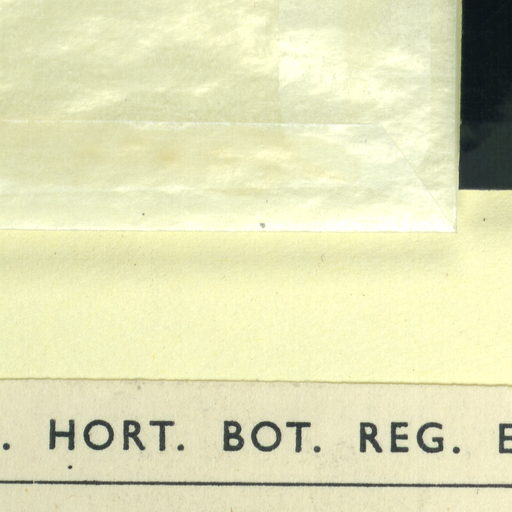 . HORT. BOT. REG. E